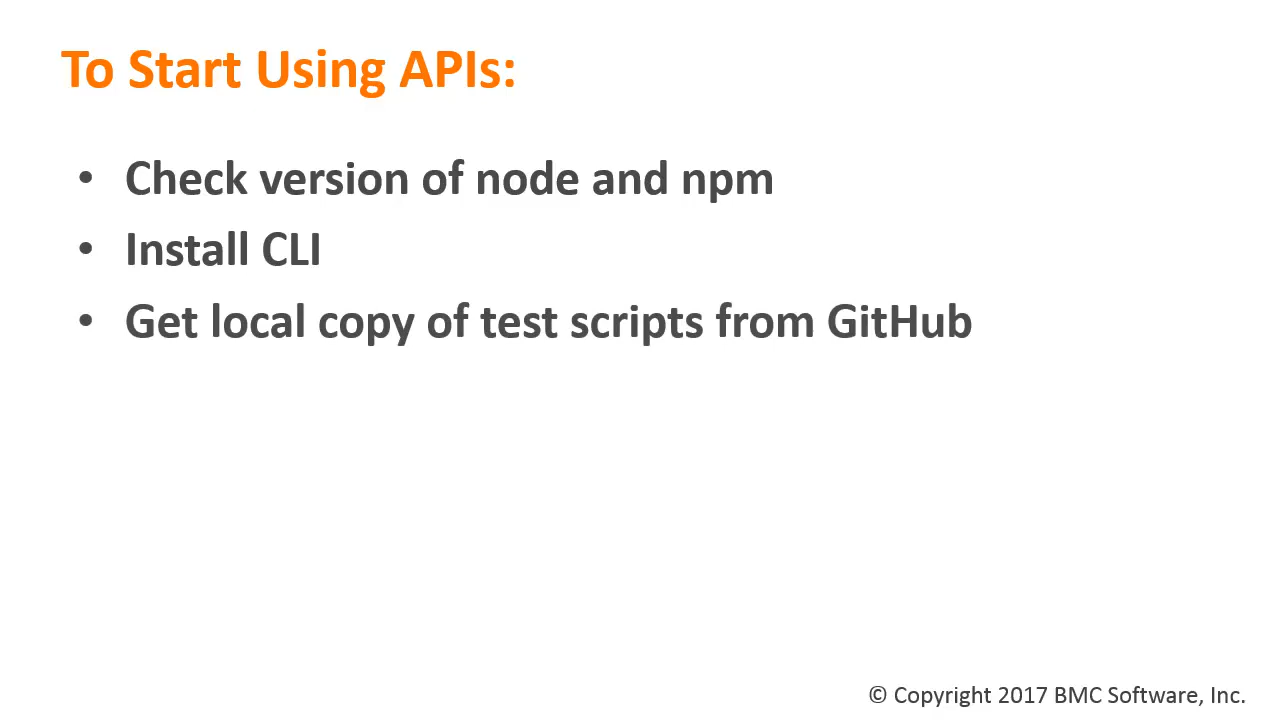 To Start Using APIs:
• Check version of node and npm
• Install CLI
• Get local copy of test scripts from GitHub
© Copyright 2017 BMC Software, Inc.